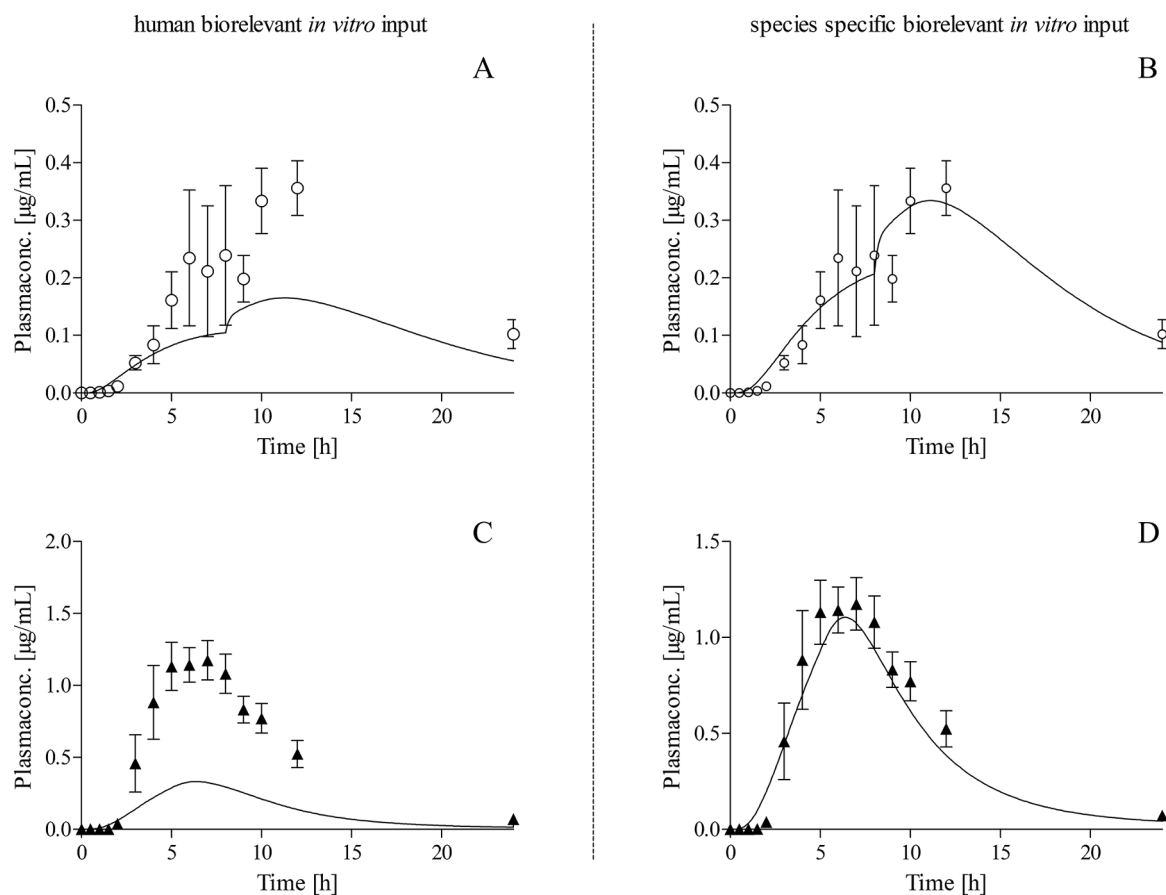 human biorelevant in vitro input
species specific biorelevant in vitro input
A
Plasmaconc. [µg/mL]
0.5
0.4
0.3
0.2
0.1
0.0
0 5 10 15 20
Time [h]
B
Plasmaconc. [µg/mL]
0.5
0.4
0.3
0.2
0.1
0.0
0 5 10 15 20
Time [h]
C
Plasmaconc. [µg/mL]
2.0
1.5
1.0
0.5
0.0
0 5 10 15 20
Time [h]
D
Plasmaconc. [µg/mL]
1.5
1.0
0.5
0.0
0 5 10 15 20
Time [h]